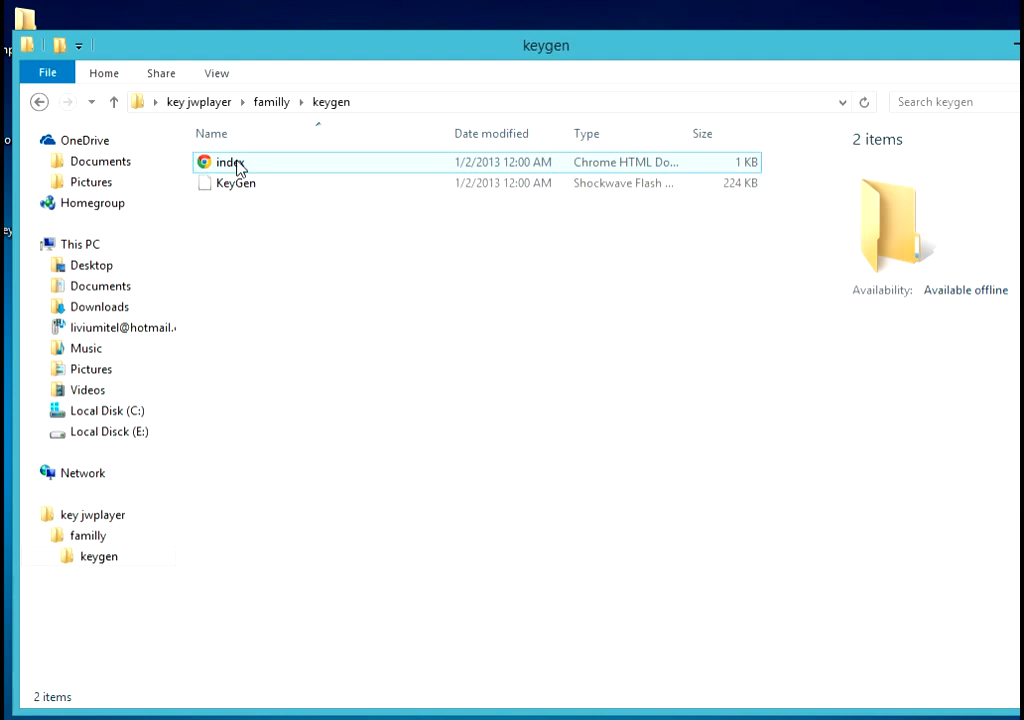 keygen
File Home Share View
key jwplayer familly keygen Search keygen
Name Date modified Type Size
index 1/2/2013 12:00 AM Chrome HTML Do... 1 KB
KeyGen 1/2/2013 12:00 AM Shockwave Flash ... 224 KB
OneDrive
Documents
Pictures
Homegroup
This PC
Desktop
Documents
Downloads
liviumitel@hotmail.
Music
Pictures
Videos
Local Disk (C:)
Local Disck (E:)
Network
key jwplayer
familly
keygen
2 items
Availability: Available offline
2 items